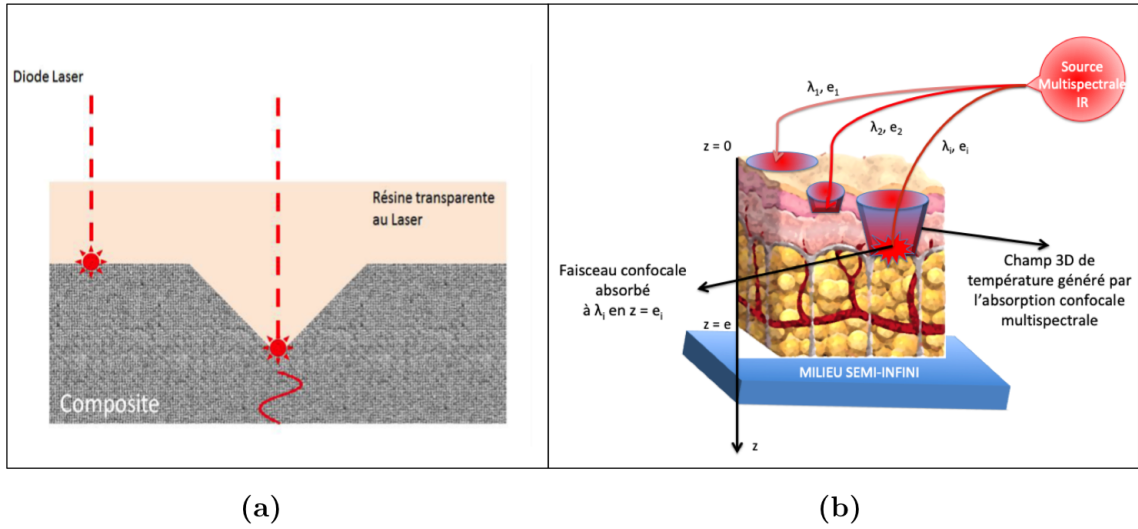 Diode Laser
Résine transparente
au Laser
Composite
Source
Multispectrale
IR
λ₁, e₁
λ₂, e₂
λᵢ, eᵢ
z = 0
Faisceau confocale
absorbé
à λᵢ en z = eᵢ
Champ 3D de
température généré par
l'absorption confocale
multispectrale
z = e
MILIEU SEMI-INFINI
z
(a)
(b)